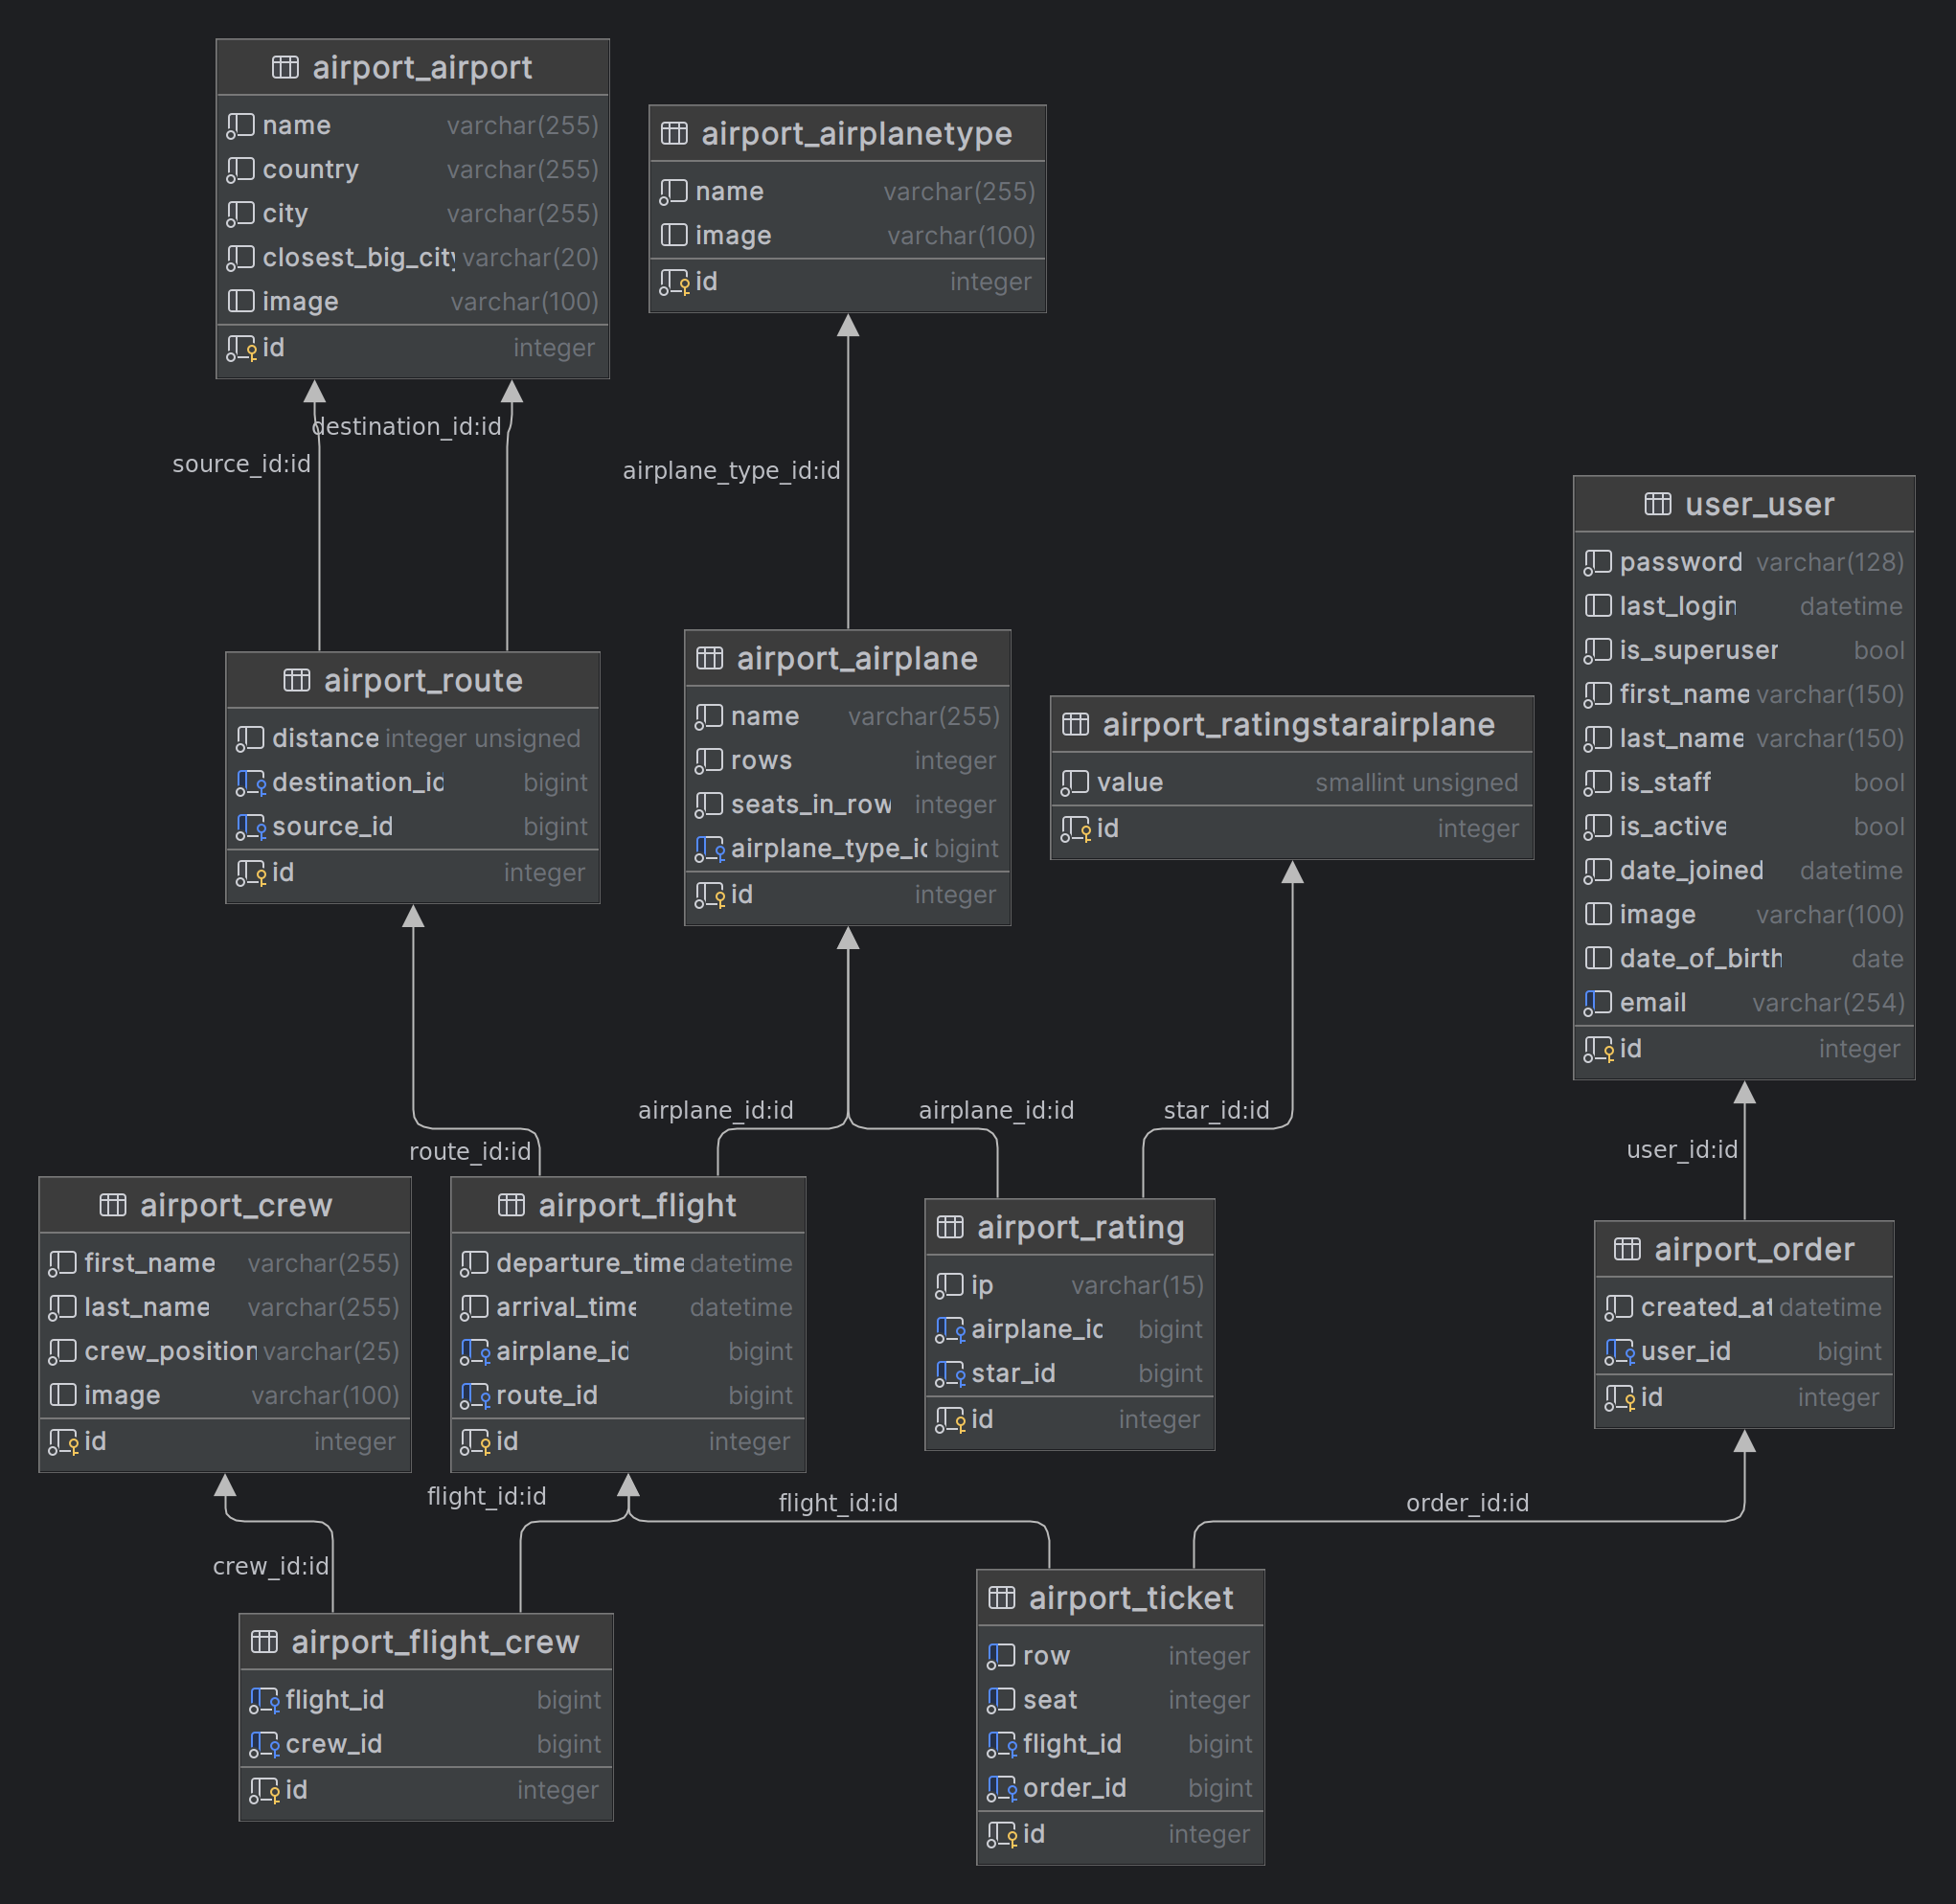 airport_airport
name varchar(255)
country varchar(255)
city varchar(255)
closest_big_city varchar(20)
image varchar(100)
id integer
airport_airplanetype
name varchar(255)
image varchar(100)
id integer
destination_id:id
source_id:id
airplane_type_id:id
user_user
password varchar(128)
last_login datetime
is_superuser bool
first_name varchar(150)
last_name varchar(150)
is_staff bool
is_active bool
date_joined datetime
image varchar(100)
date_of_birth date
email varchar(254)
id integer
airport_route
distance integer unsigned
destination_id bigint
source_id bigint
id integer
airport_airplane
name varchar(255)
rows integer
seats_in_row integer
airplane_type_id bigint
id integer
airport_ratingstarairplane
value smallint unsigned
id integer
airplane_id:id
airplane_id:id
star_id:id
route_id:id
user_id:id
airport_crew
first_name varchar(255)
last_name varchar(255)
crew_position varchar(25)
image varchar(100)
id integer
airport_flight
departure_time datetime
arrival_time datetime
airplane_id bigint
route_id bigint
id integer
airport_rating
ip varchar(15)
airplane_id bigint
star_id bigint
id integer
airport_order
created_at datetime
user_id bigint
id integer
flight_id:id
flight_id:id
order_id:id
crew_id:id
airport_flight_crew
flight_id bigint
crew_id bigint
id integer
airport_ticket
row integer
seat integer
flight_id bigint
order_id bigint
id integer